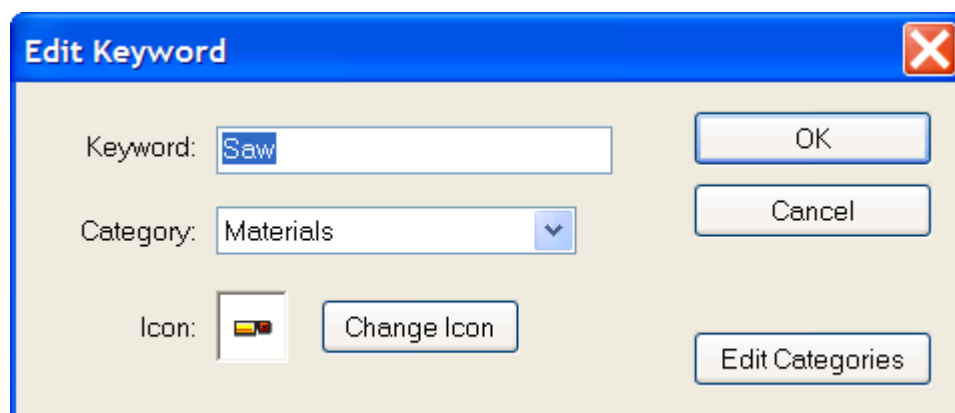 Edit Keyword
Keyword: Saw
OK
Category: Materials
Cancel
Icon: Change Icon
Edit Categories